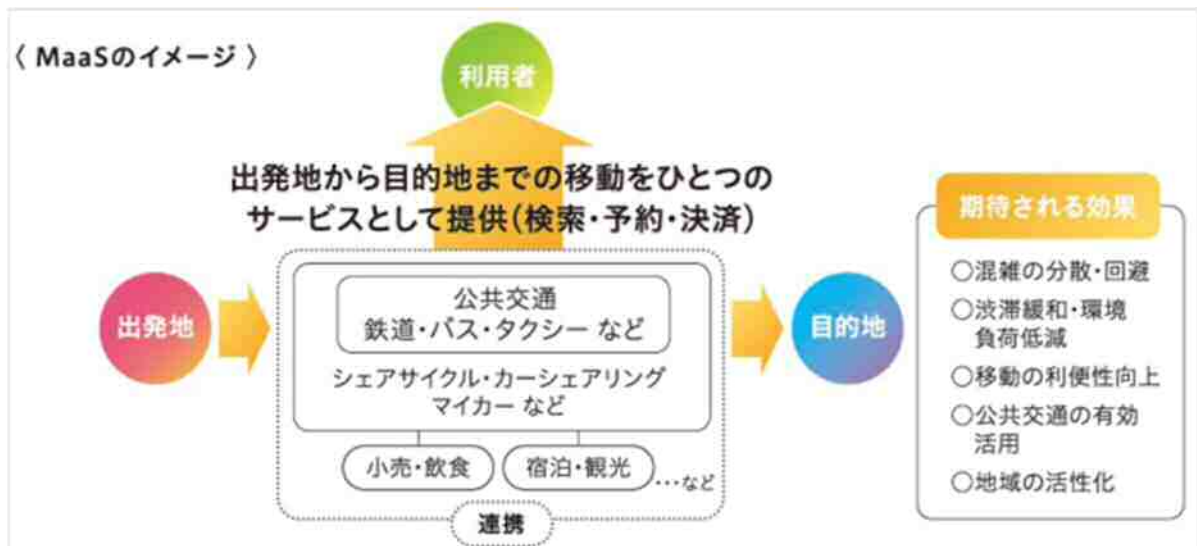 〈 MaaSのイメージ 〉
利用者
出発地から目的地までの移動をひとつの
サービスとして提供(検索・予約・決済)
出発地
公共交通
鉄道・バス・タクシー など
シェアサイクル・カーシェアリング
マイカー など
小売・飲食
宿泊・観光
…など
連携
目的地
期待される効果
○混雑の分散・回避
○渋滞緩和・環境
負荷低減
○移動の利便性向上
○公共交通の有効
活用
○地域の活性化